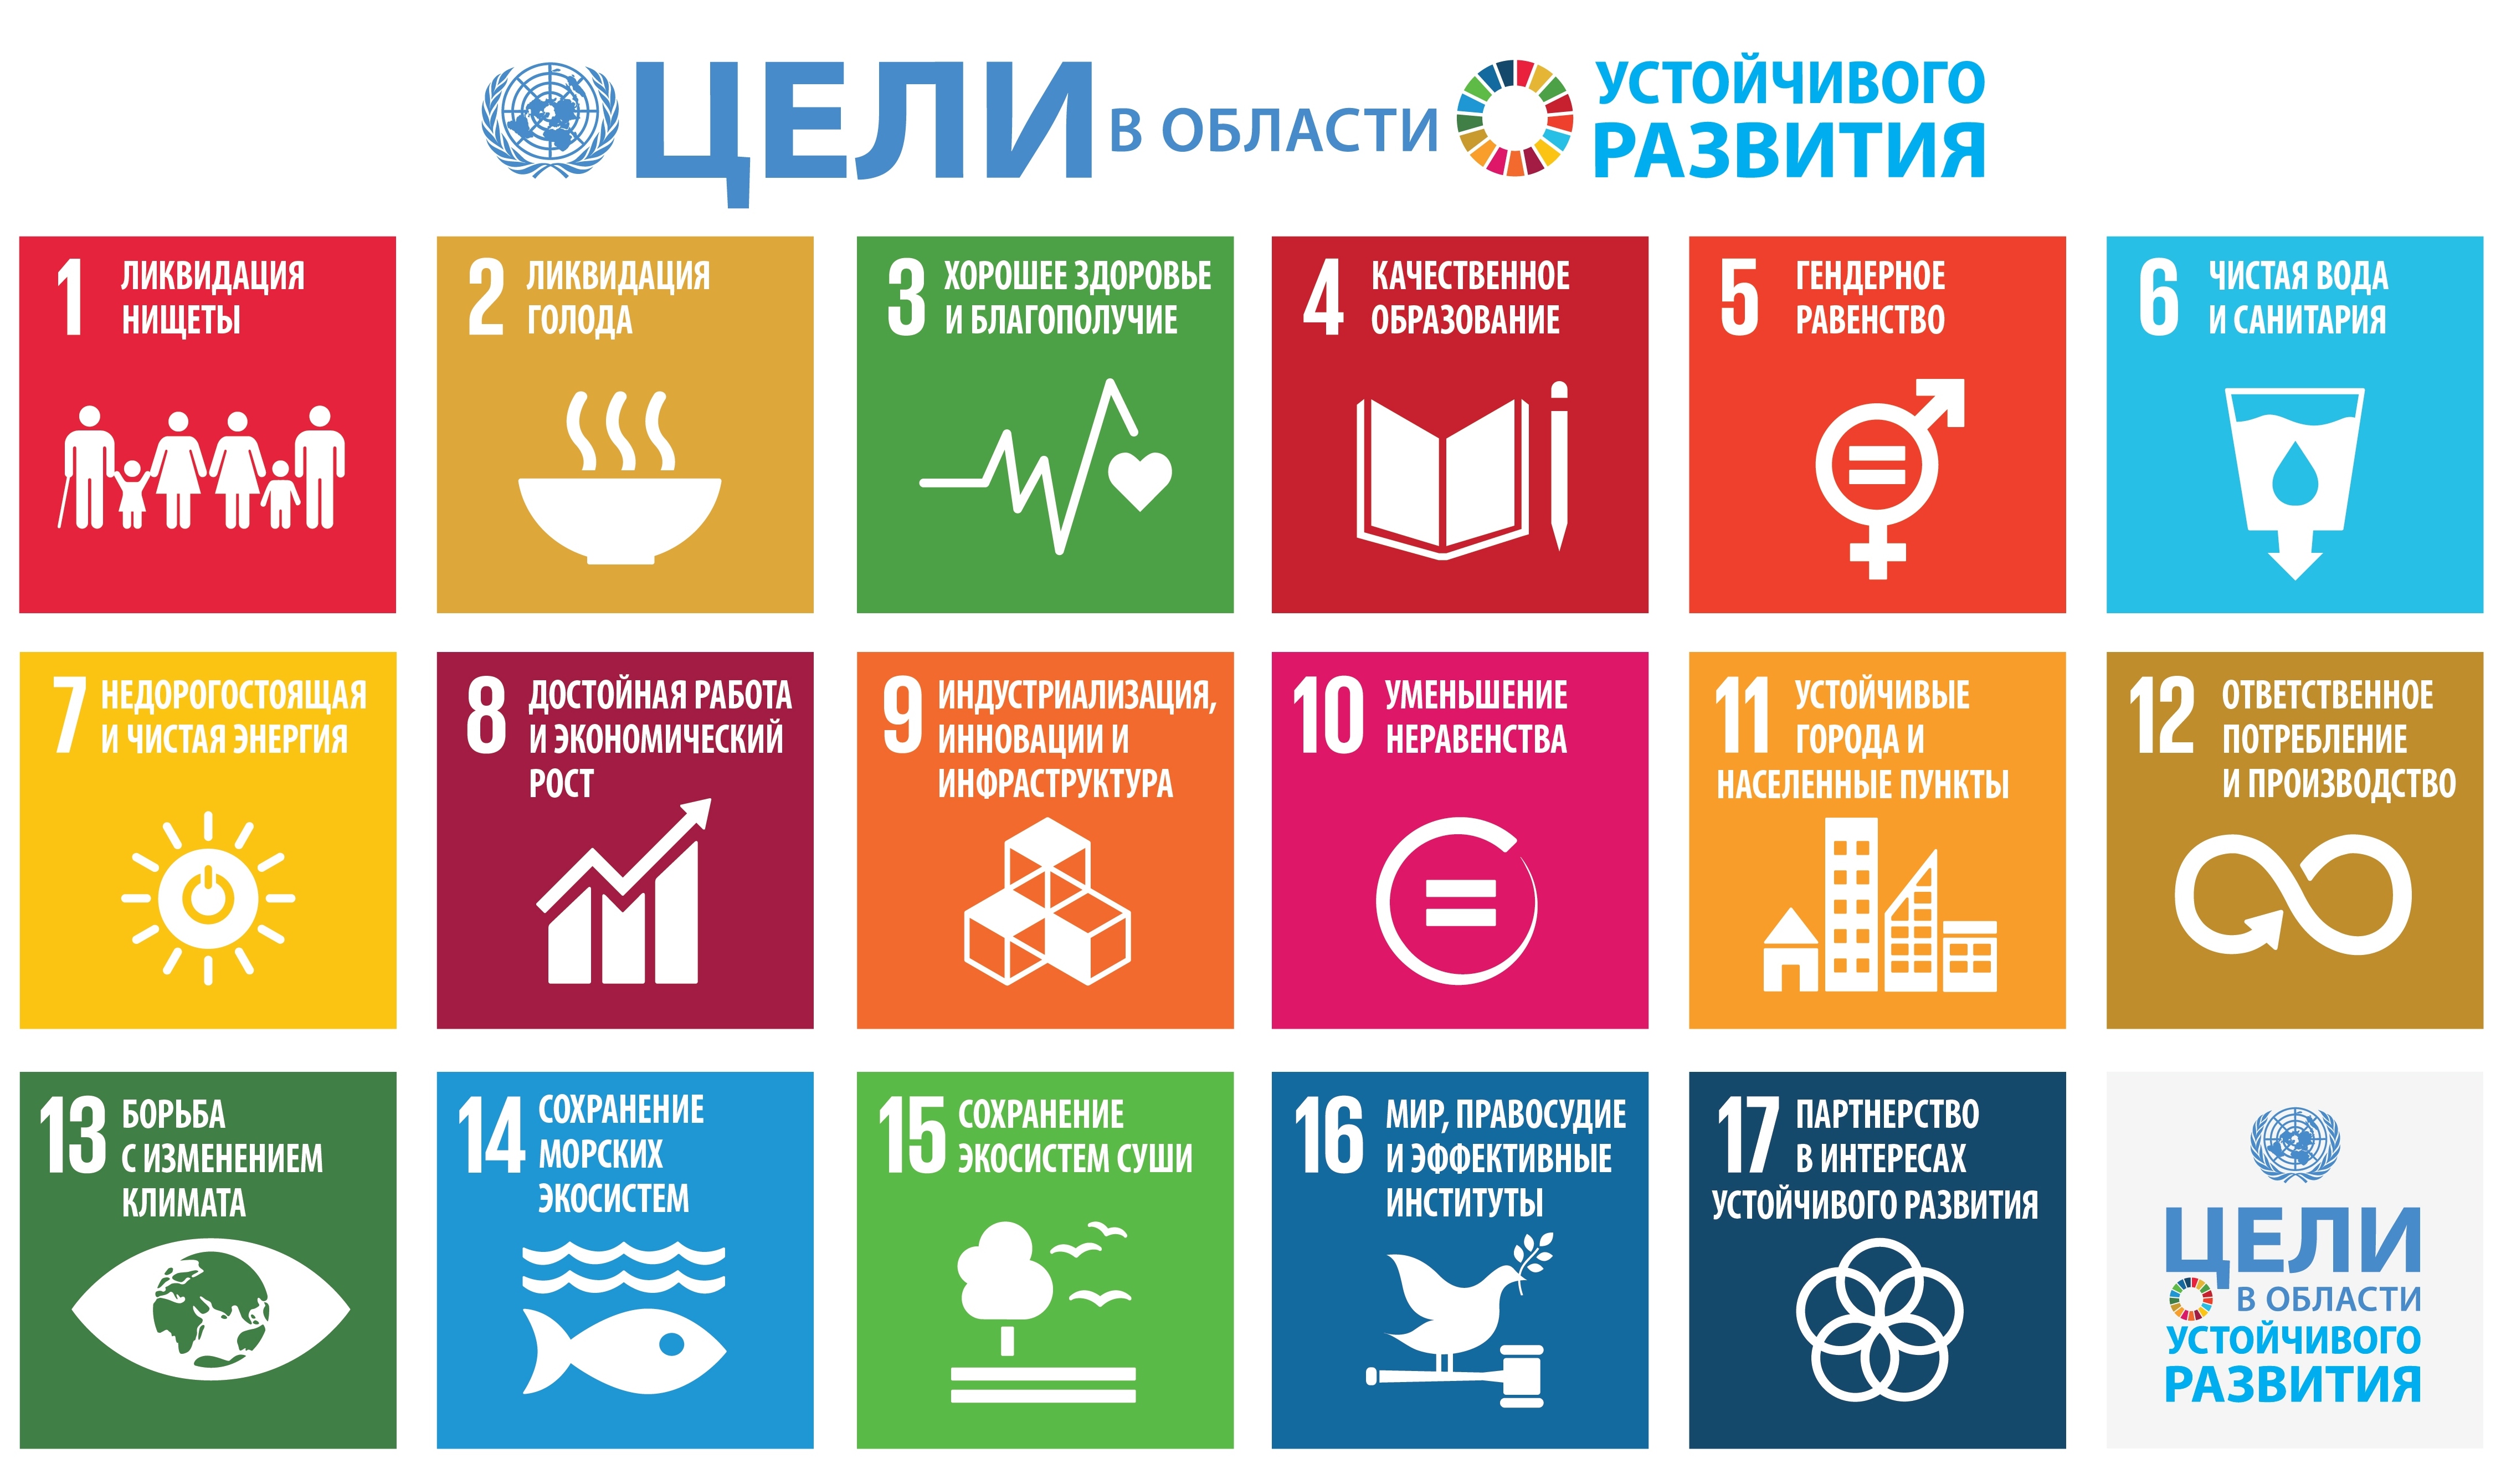 ЦЕЛИ В ОБЛАСТИ УСТОЙЧИВОГО
РАЗВИТИЯ
1 ЛИКВИДАЦИЯ
НИЩЕТЫ
2 ЛИКВИДАЦИЯ
ГОЛОДА
3 ХОРОШЕЕ ЗДОРОВЬЕ
И БЛАГОПОЛУЧИЕ
4 КАЧЕСТВЕННОЕ
ОБРАЗОВАНИЕ
5 ГЕНДЕРНОЕ
РАВЕНСТВО
6 ЧИСТАЯ ВОДА
И САНИТАРИЯ
7 НЕДОРОГОСТОЯЩАЯ
И ЧИСТАЯ ЭНЕРГИЯ
8 ДОСТОЙНАЯ РАБОТА
И ЭКОНОМИЧЕСКИЙ
РОСТ
9 ИНДУСТРИАЛИЗАЦИЯ,
ИННОВАЦИИ И
ИНФРАСТРУКТУРА
10 УМЕНЬШЕНИЕ
НЕРАВЕНСТВА
11 УСТОЙЧИВЫЕ
ГОРОДА И
НАСЕЛЕННЫЕ ПУНКТЫ
12 ОТВЕТСТВЕННОЕ
ПОТРЕБЛЕНИЕ
И ПРОИЗВОДСТВО
13 БОРЬБА
С ИЗМЕНЕНИЕМ
КЛИМАТА
14 СОХРАНЕНИЕ
МОРСКИХ
ЭКОСИСТЕМ
15 СОХРАНЕНИЕ
ЭКОСИСТЕМ СУШИ
16 МИР, ПРАВОСУДИЕ
И ЭФФЕКТИВНЫЕ
ИНСТИТУТЫ
17 ПАРТНЕРСТВО
В ИНТЕРЕСАХ
УСТОЙЧИВОГО РАЗВИТИЯ
ЦЕЛИ
В ОБЛАСТИ
УСТОЙЧИВОГО
РАЗВИТИЯ